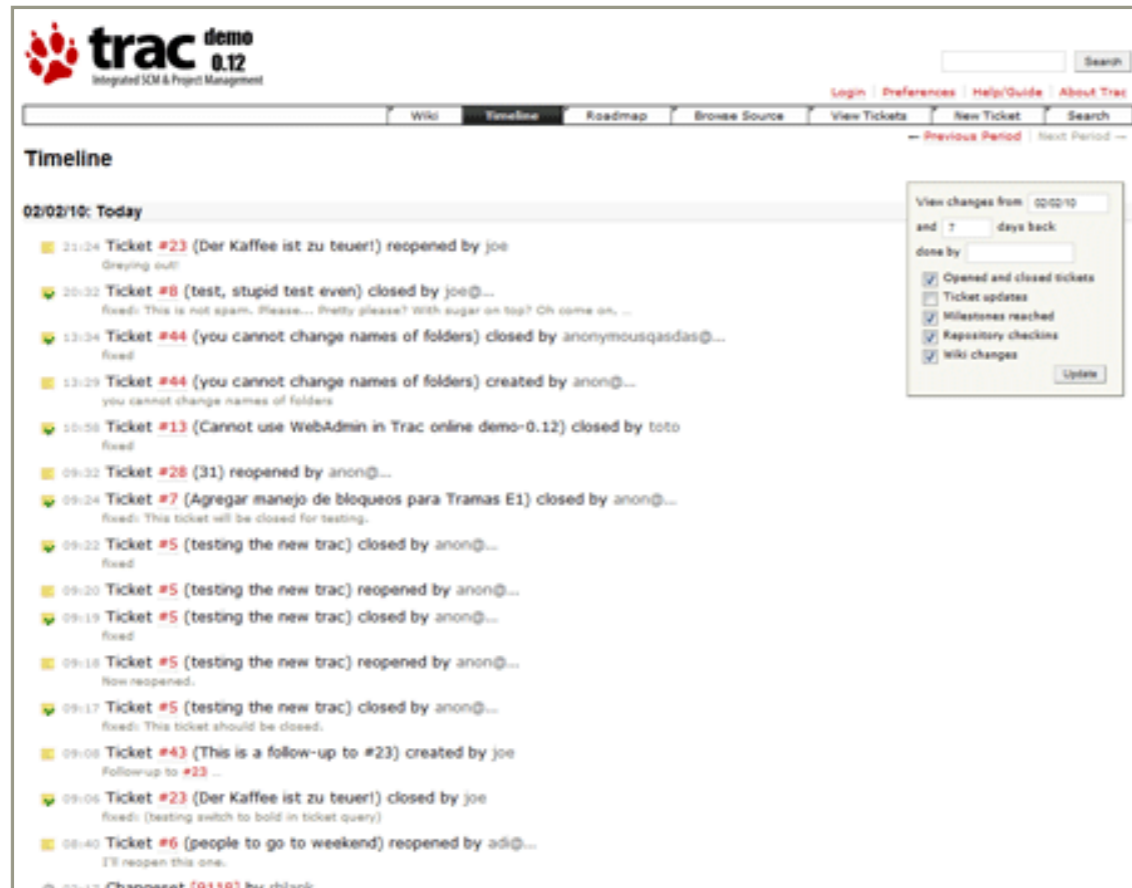 trac demo 0.12
Integrated SCM & Project Management
Search
Login Preferences Help/Guide About Trac
Wiki Timeline Roadmap Browse Source View Tickets New Ticket Search
← Previous Period Next Period →
Timeline
View changes from 02/02/10
and 7 days back
done by
Opened and closed tickets
Ticket updates
Milestones reached
Repository checkins
Wiki changes
Update
02/02/10: Today
21:24 Ticket #23 (Der Kaffee ist zu teuer!) reopened by joe
Greying out!
20:32 Ticket #8 (test, stupid test even) closed by joe@...
fixed: This is not spam. Please... Pretty please? With sugar on top? Oh come on, ...
13:34 Ticket #44 (you cannot change names of folders) closed by anonymousqasdas@...
fixed
13:29 Ticket #44 (you cannot change names of folders) created by anon@...
you cannot change names of folders
10:58 Ticket #13 (Cannot use WebAdmin in Trac online demo-0.12) closed by toto
fixed
09:32 Ticket #28 (31) reopened by anon@...
09:24 Ticket #7 (Agregar manejo de bloqueos para Tramas E1) closed by anon@...
fixed: This ticket will be closed for testing.
09:22 Ticket #5 (testing the new trac) closed by anon@...
fixed
09:20 Ticket #5 (testing the new trac) reopened by anon@...
09:19 Ticket #5 (testing the new trac) closed by anon@...
fixed
09:18 Ticket #5 (testing the new trac) reopened by anon@...
Now reopened.
09:17 Ticket #5 (testing the new trac) closed by anon@...
fixed: This ticket should be closed.
09:08 Ticket #43 (This is a follow-up to #23) created by joe
Follow-up to #23 ...
09:06 Ticket #23 (Der Kaffee ist zu teuer!) closed by joe
fixed: (testing switch to bold in ticket query)
08:40 Ticket #6 (people to go to weekend) reopened by adi@...
I'll reopen this one.
Changeset [9118] by rblank